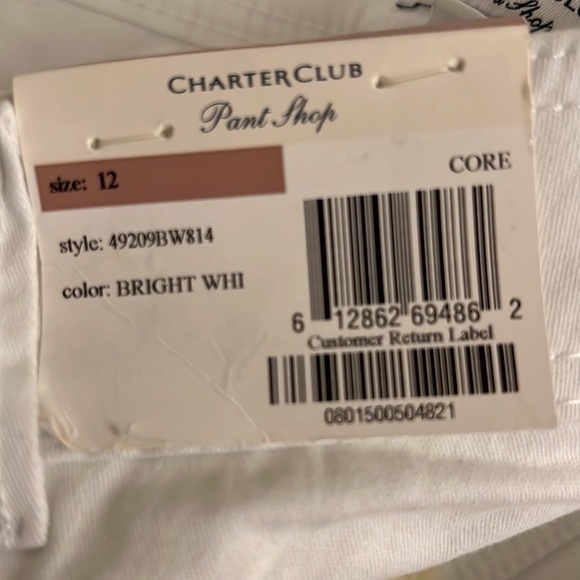 CHARTER CLUB
Pant Shop
size: 12
CORE
style: 49209BW814
color: BRIGHT WHI
6 12862 69486 2
Customer Return Label
0801500504821